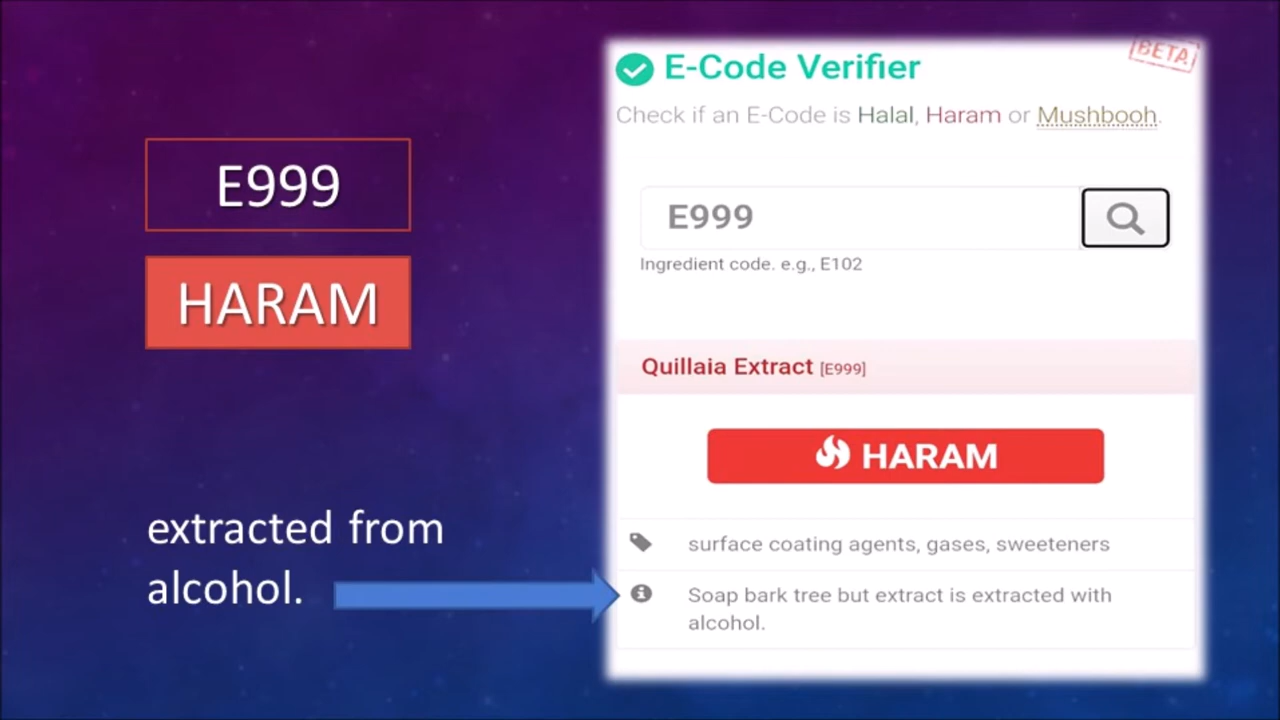 E999
HARAM
extracted from
alcohol.
E-Code Verifier
BETA
Check if an E-Code is Halal, Haram or Mushbooh.
E999
Ingredient code. e.g., E102
Quillaia Extract [E999]
HARAM
surface coating agents, gases, sweeteners
Soap bark tree but extract is extracted with
alcohol.